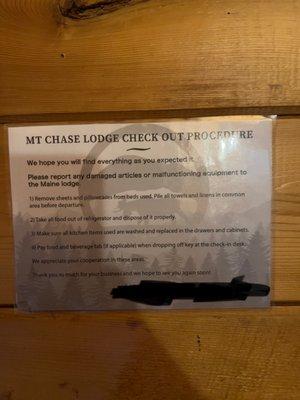 MT CHASE LODGE CHECK OUT PROCEDURE
We hope you will find everything as you expected it.
Please report any damaged articles or malfunctioning equipment to
the Maine lodge.
1) Remove sheets and pillowcases from beds used. Pile all towels and linens in common
area before departure.
2) Take all food out of refrigerator and dispose of it properly.
3) Make sure all kitchen items used are washed and replaced in the drawers and cabinets.
4) Pay food and beverage tab (if applicable) when dropping off key at the check-in desk.
We appreciate your cooperation in these areas.
Thank you so much for your business and we hope to see you again soon!